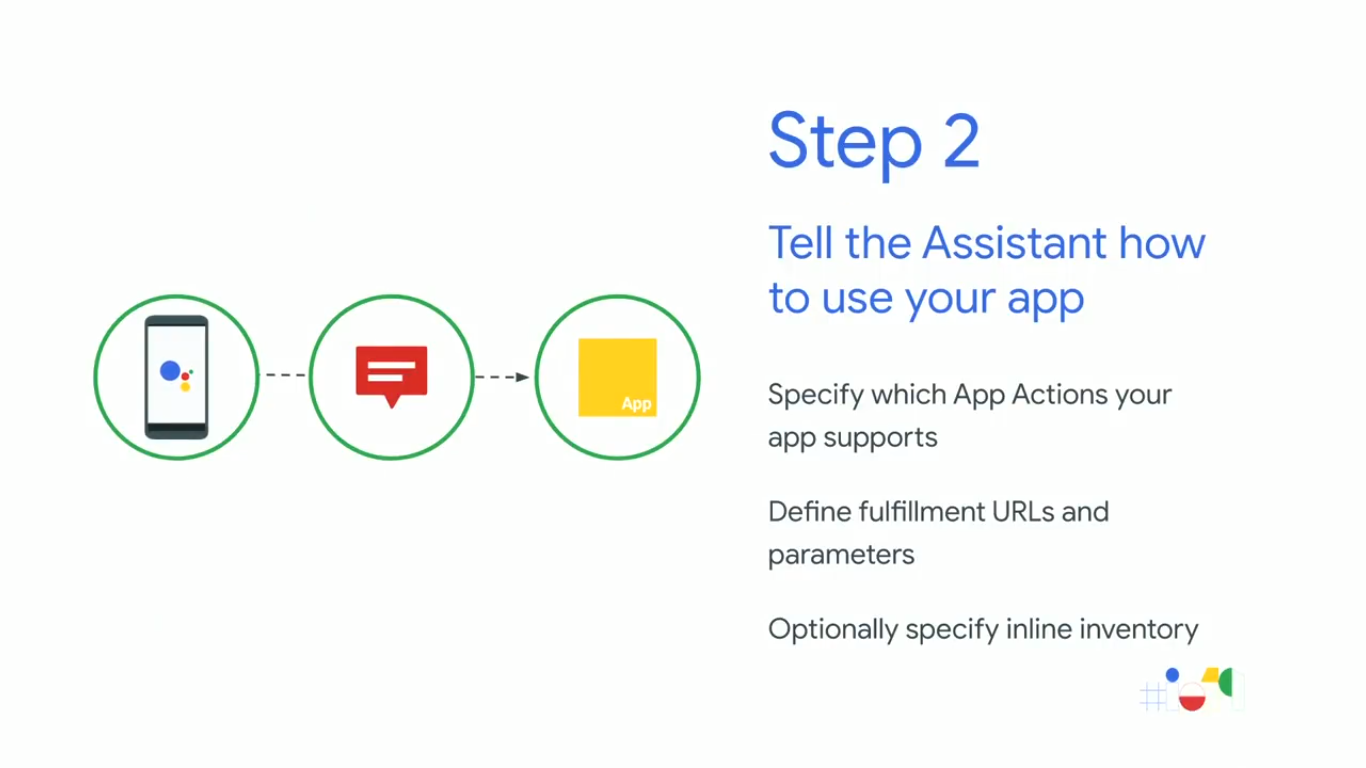 Step 2
Tell the Assistant how
to use your app
Specify which App Actions your
app supports
Define fulfillment URLs and
parameters
Optionally specify inline inventory
App
#io19